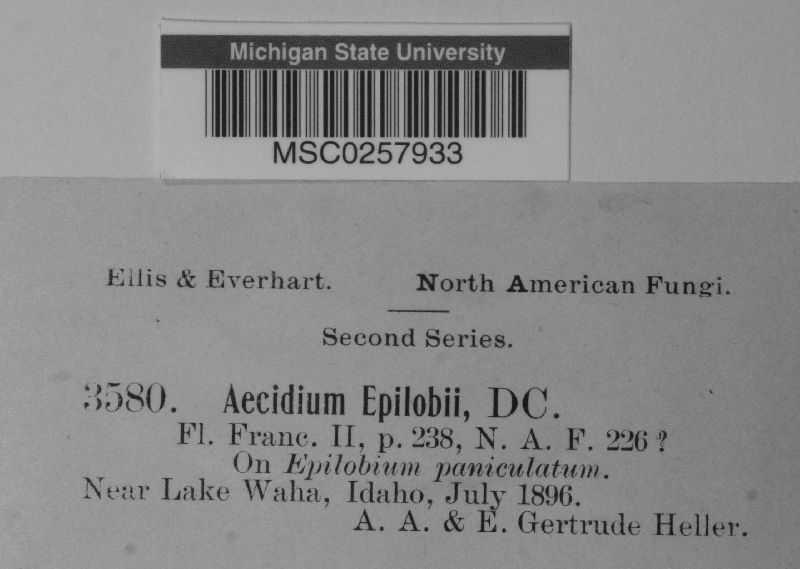 Michigan State University
MSC0257933
Ellis & Everhart. North American Fungi.
Second Series.
3580. Aecidium Epilobii, DC.
Fl. Franc. II, p. 238, N. A. F. 226 ?
On Epilobium paniculatum.
Near Lake Waha, Idaho, July 1896.
A. A. & E. Gertrude Heller.